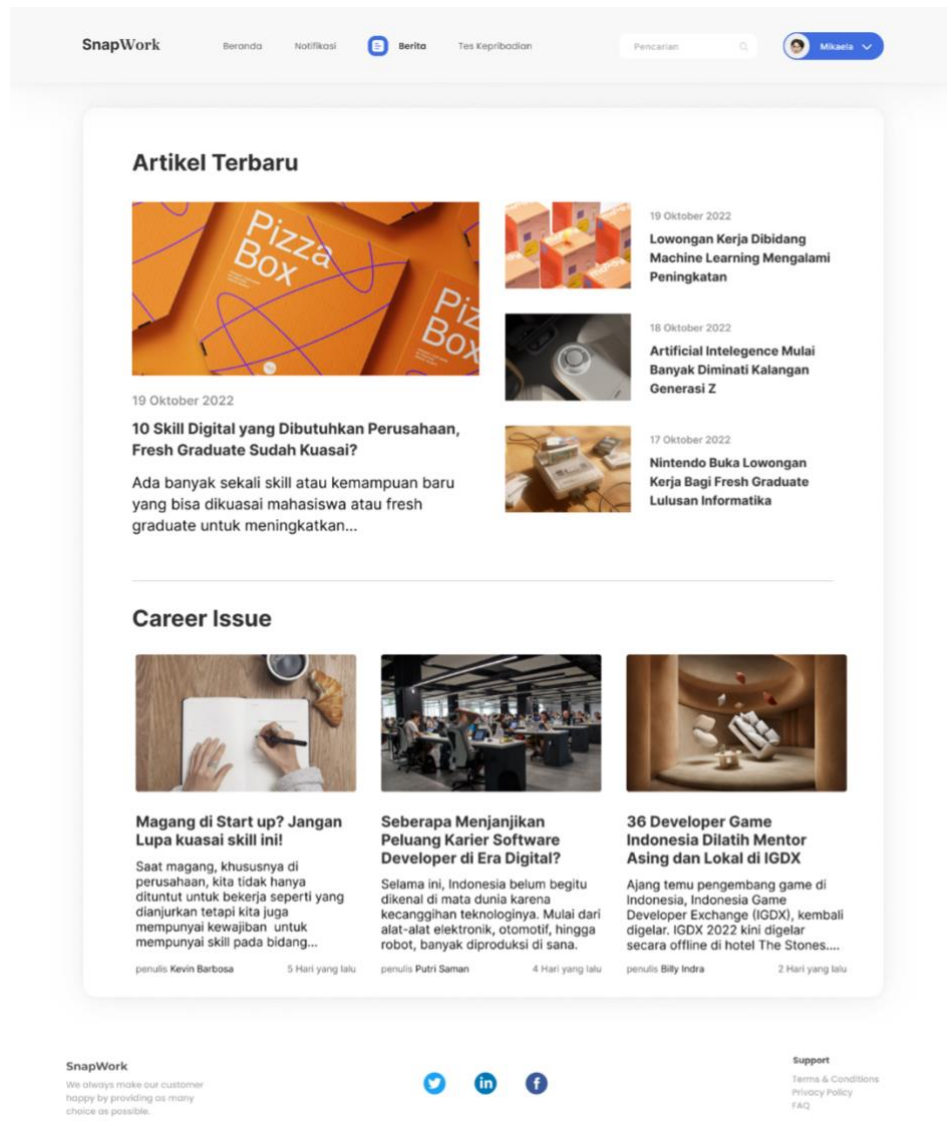 SnapWork
Beranda
Notifikasi
Berita
Tes Kepribadian
Pencarian
Mikaela
Artikel Terbaru
Pizza
Box
Piz
Box
19 Oktober 2022
10 Skill Digital yang Dibutuhkan Perusahaan,
Fresh Graduate Sudah Kuasai?
Ada banyak sekali skill atau kemampuan baru
yang bisa dikuasai mahasiswa atau fresh
graduate untuk meningkatkan...
19 Oktober 2022
Lowongan Kerja Dibidang
Machine Learning Mengalami
Peningkatan
18 Oktober 2022
Artificial Intelegence Mulai
Banyak Diminati Kalangan
Generasi Z
17 Oktober 2022
Nintendo Buka Lowongan
Kerja Bagi Fresh Graduate
Lulusan Informatika
Career Issue
Magang di Start up? Jangan
Lupa kuasai skill ini!
Saat magang, khususnya di
perusahaan, kita tidak hanya
dituntut untuk bekerja seperti yang
dianjurkan tetapi kita juga
mempunyai kewajiban untuk
mempunyai skill pada bidang...
penulis Kevin Barbosa
5 Hari yang lalu
Seberapa Menjanjikan
Peluang Karier Software
Developer di Era Digital?
Selama ini, Indonesia belum begitu
dikenal di mata dunia karena
kecanggihan teknologinya. Mulai dari
alat-alat elektronik, otomotif, hingga
robot, banyak diproduksi di sana.
penulis Putri Saman
4 Hari yang lalu
36 Developer Game
Indonesia Dilatih Mentor
Asing dan Lokal di IGDX
Ajang temu pengembang game di
Indonesia, Indonesia Game
Developer Exchange (IGDX), kembali
digelar. IGDX 2022 kini digelar
secara offline di hotel The Stones....
penulis Billy Indra
2 Hari yang lalu
SnapWork
We always make our customer
happy by providing as many
choice as possible.
Support
Terms & Conditions
Privacy Policy
FAQ